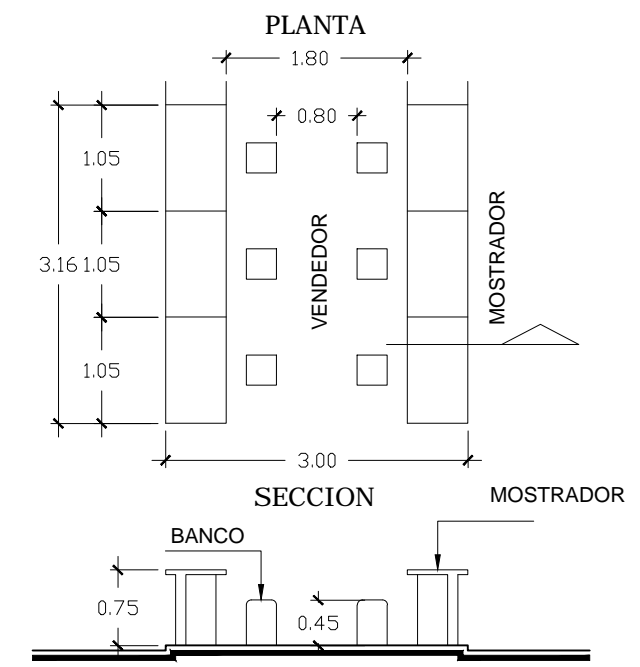 PLANTA
1.80
0.80
1.05
3.16
1.05
1.05
VENDEDOR
MOSTRADOR
3.00
SECCION
MOSTRADOR
BANCO
0.75
0.45